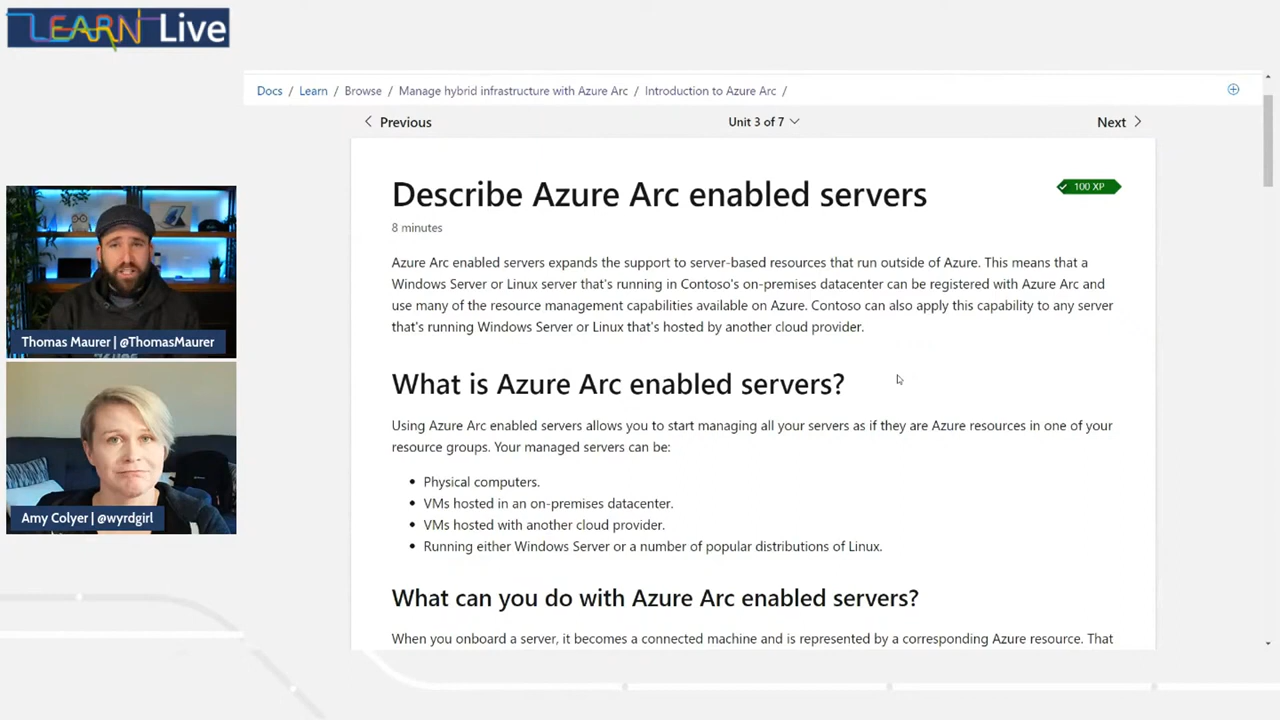 LEARN Live
Docs / Learn / Browse / Manage hybrid infrastructure with Azure Arc / Introduction to Azure Arc /
Previous
Unit 3 of 7
Next
Describe Azure Arc enabled servers
100 XP
8 minutes
Azure Arc enabled servers expands the support to server-based resources that run outside of Azure. This means that a
Windows Server or Linux server that's running in Contoso's on-premises datacenter can be registered with Azure Arc and
use many of the resource management capabilities available on Azure. Contoso can also apply this capability to any server
that's running Windows Server or Linux that's hosted by another cloud provider.
What is Azure Arc enabled servers?
Using Azure Arc enabled servers allows you to start managing all your servers as if they are Azure resources in one of your
resource groups. Your managed servers can be:
• Physical computers.
• VMs hosted in an on-premises datacenter.
• VMs hosted with another cloud provider.
• Running either Windows Server or a number of popular distributions of Linux.
What can you do with Azure Arc enabled servers?
When you onboard a server, it becomes a connected machine and is represented by a corresponding Azure resource. That
Thomas Maurer | @ThomasMaurer
Amy Colyer | @wyrdgirl